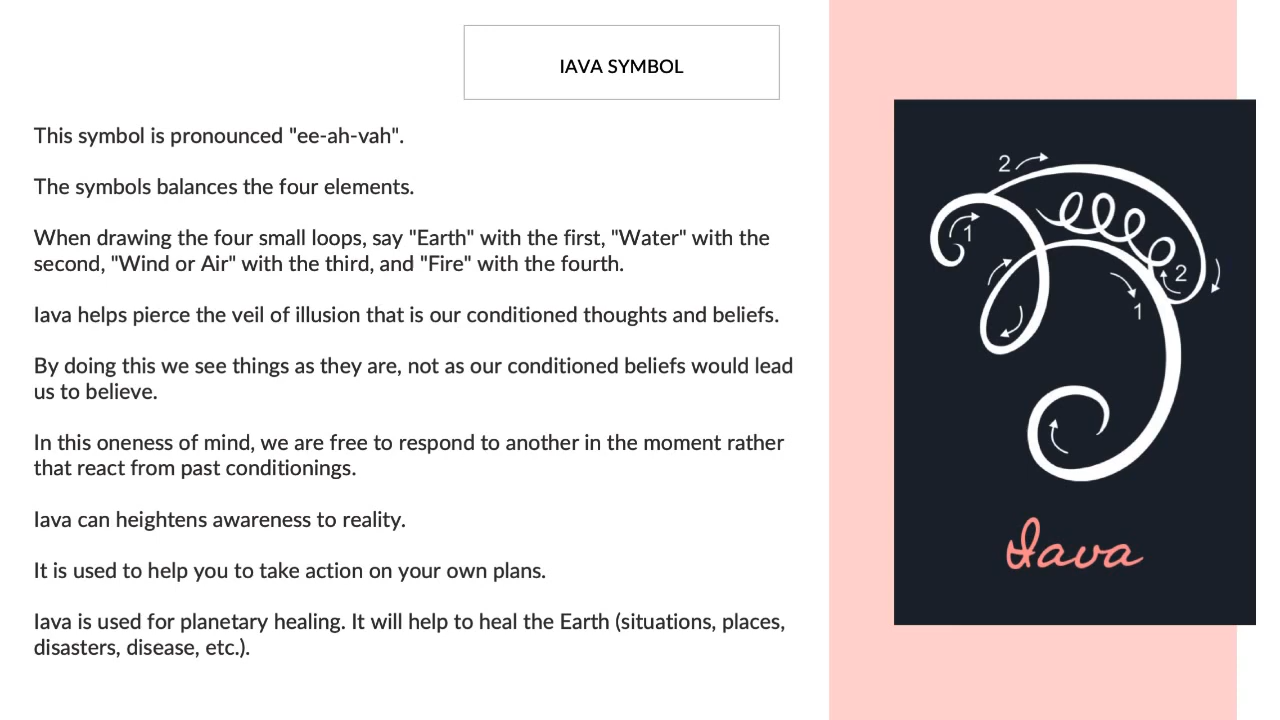 IAVA SYMBOL
This symbol is pronounced "ee-ah-vah".
The symbols balances the four elements.
When drawing the four small loops, say "Earth" with the first, "Water" with the
second, "Wind or Air" with the third, and "Fire" with the fourth.
Iava helps pierce the veil of illusion that is our conditioned thoughts and beliefs.
By doing this we see things as they are, not as our conditioned beliefs would lead
us to believe.
In this oneness of mind, we are free to respond to another in the moment rather
that react from past conditionings.
Iava can heightens awareness to reality.
It is used to help you to take action on your own plans.
Iava is used for planetary healing. It will help to heal the Earth (situations, places,
disasters, disease, etc.).
2
1
2
1
Iava